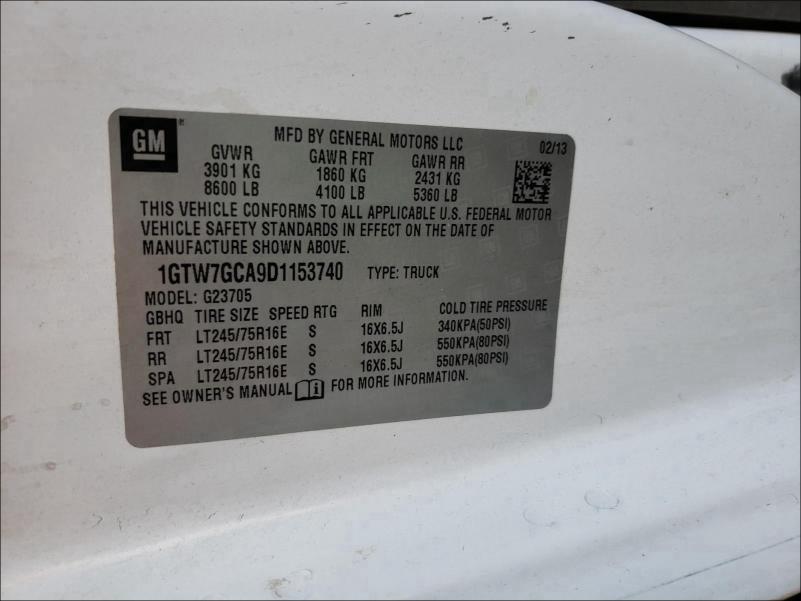 GM ®
MFD BY GENERAL MOTORS LLC 02/13
GVWR GAWR FRT GAWR RR
3901 KG 1860 KG 2431 KG
8600 LB 4100 LB 5360 LB
THIS VEHICLE CONFORMS TO ALL APPLICABLE U.S. FEDERAL MOTOR
VEHICLE SAFETY STANDARDS IN EFFECT ON THE DATE OF
MANUFACTURE SHOWN ABOVE.
1GTW7GCA9D1153740 TYPE: TRUCK
MODEL: G23705
GBHQ TIRE SIZE SPEED RTG RIM COLD TIRE PRESSURE
FRT LT245/75R16E S 16X6.5J 340KPA(50PSI)
RR LT245/75R16E S 16X6.5J 550KPA(80PSI)
SPA LT245/75R16E S 16X6.5J 550KPA(80PSI)
SEE OWNER'S MANUAL i FOR MORE INFORMATION.